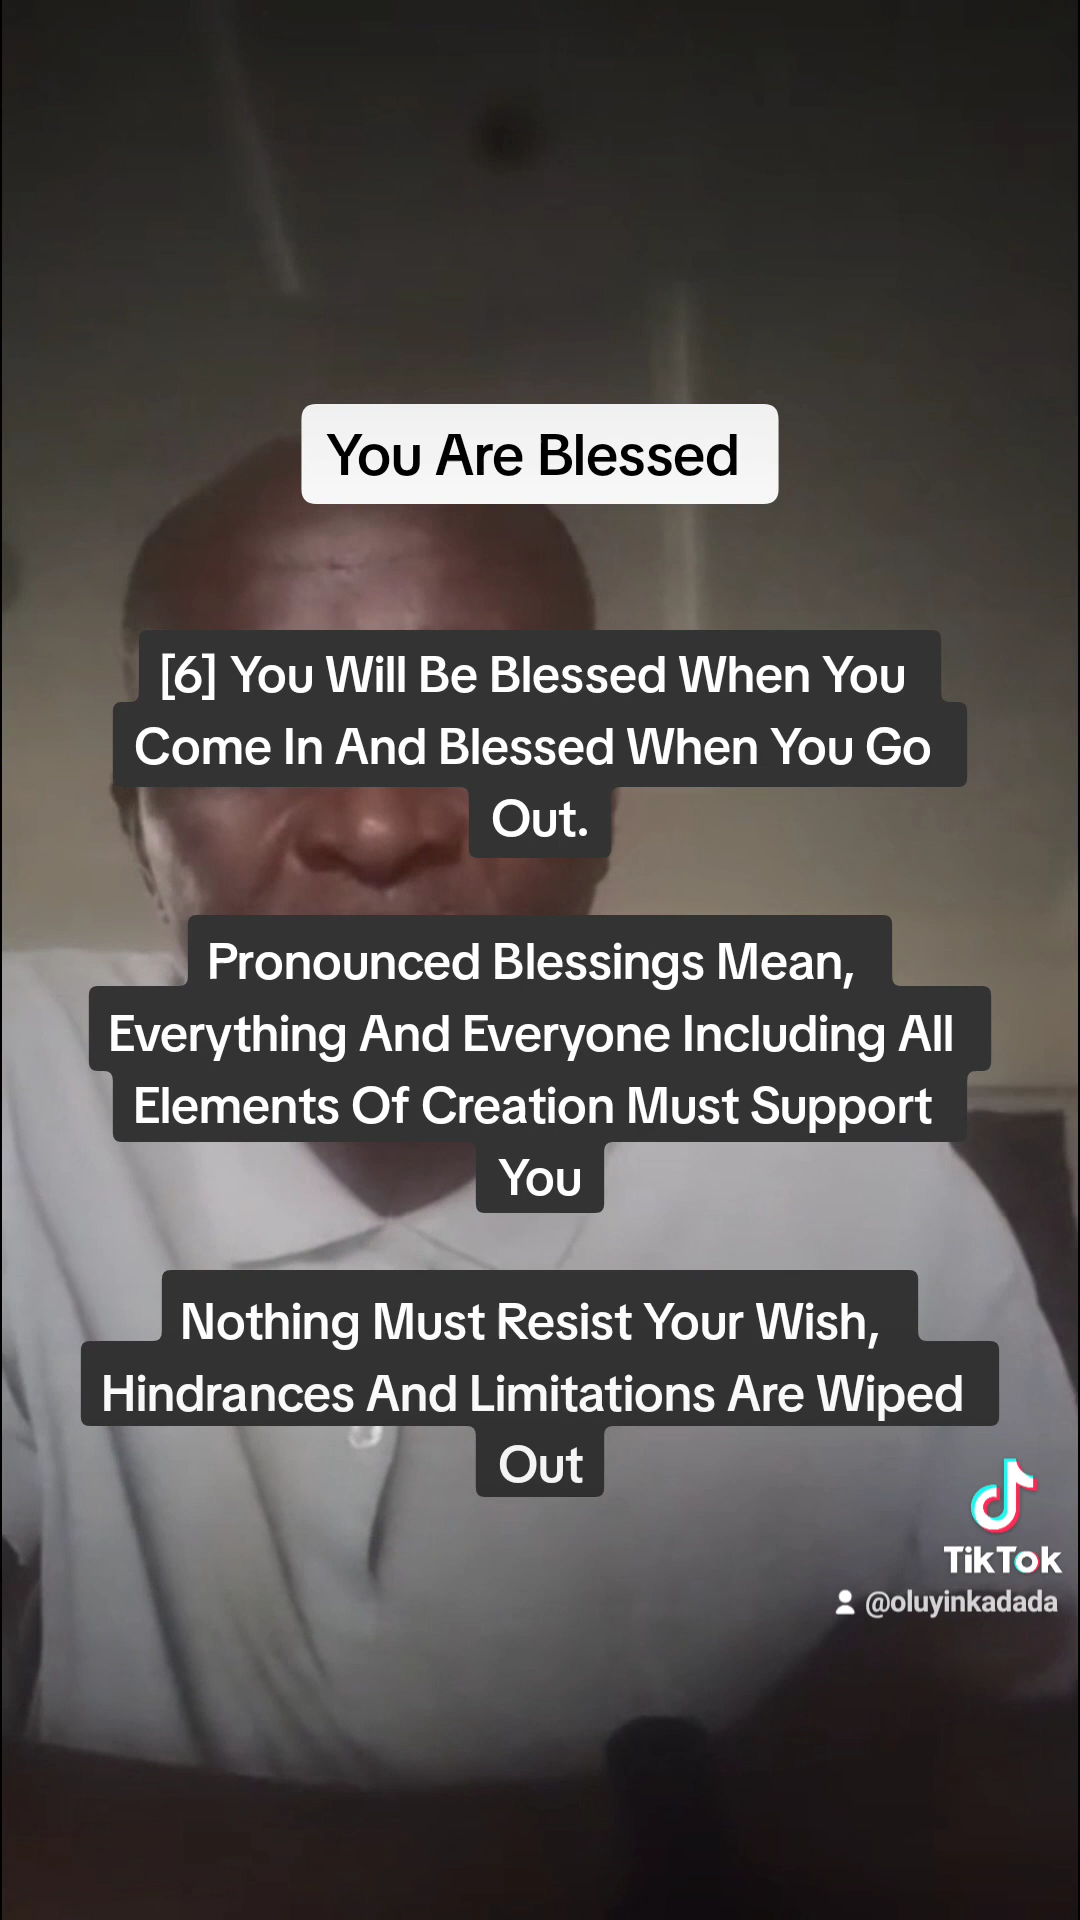 You Are Blessed
[6] You Will Be Blessed When You
Come In And Blessed When You Go
Out.
Pronounced Blessings Mean,
Everything And Everyone Including All
Elements Of Creation Must Support
You
Nothing Must Resist Your Wish,
Hindrances And Limitations Are Wiped
Out
TikTok
@oluyinkadada